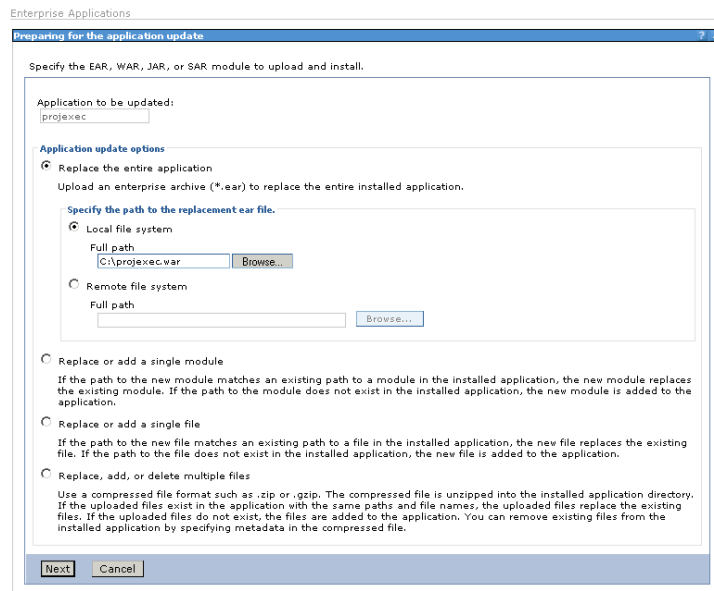 Enterprise Applications
Preparing for the application update
?
Specify the EAR, WAR, JAR, or SAR module to upload and install.
Application to be updated:
projexec
Application update options
Replace the entire application
Upload an enterprise archive (*.ear) to replace the entire installed application.
Specify the path to the replacement ear file.
Local file system
Full path
C:\projexec.war
Browse...
Remote file system
Full path
Browse...
Replace or add a single module
If the path to the new module matches an existing path to a module in the installed application, the new module replaces
the existing module. If the path to the module does not exist in the installed application, the new module is added to the
application.
Replace or add a single file
If the path to the new file matches an existing path to a file in the installed application, the new file replaces the existing
file. If the path to the file does not exist in the installed application, the new file is added to the application.
Replace, add, or delete multiple files
Use a compressed file format such as .zip or .gzip. The compressed file is unzipped into the installed application directory.
If the uploaded files exist in the application with the same paths and file names, the uploaded files replace the existing
files. If the uploaded files do not exist, the files are added to the application. You can remove existing files from the
installed application by specifying metadata in the compressed file.
Next
Cancel